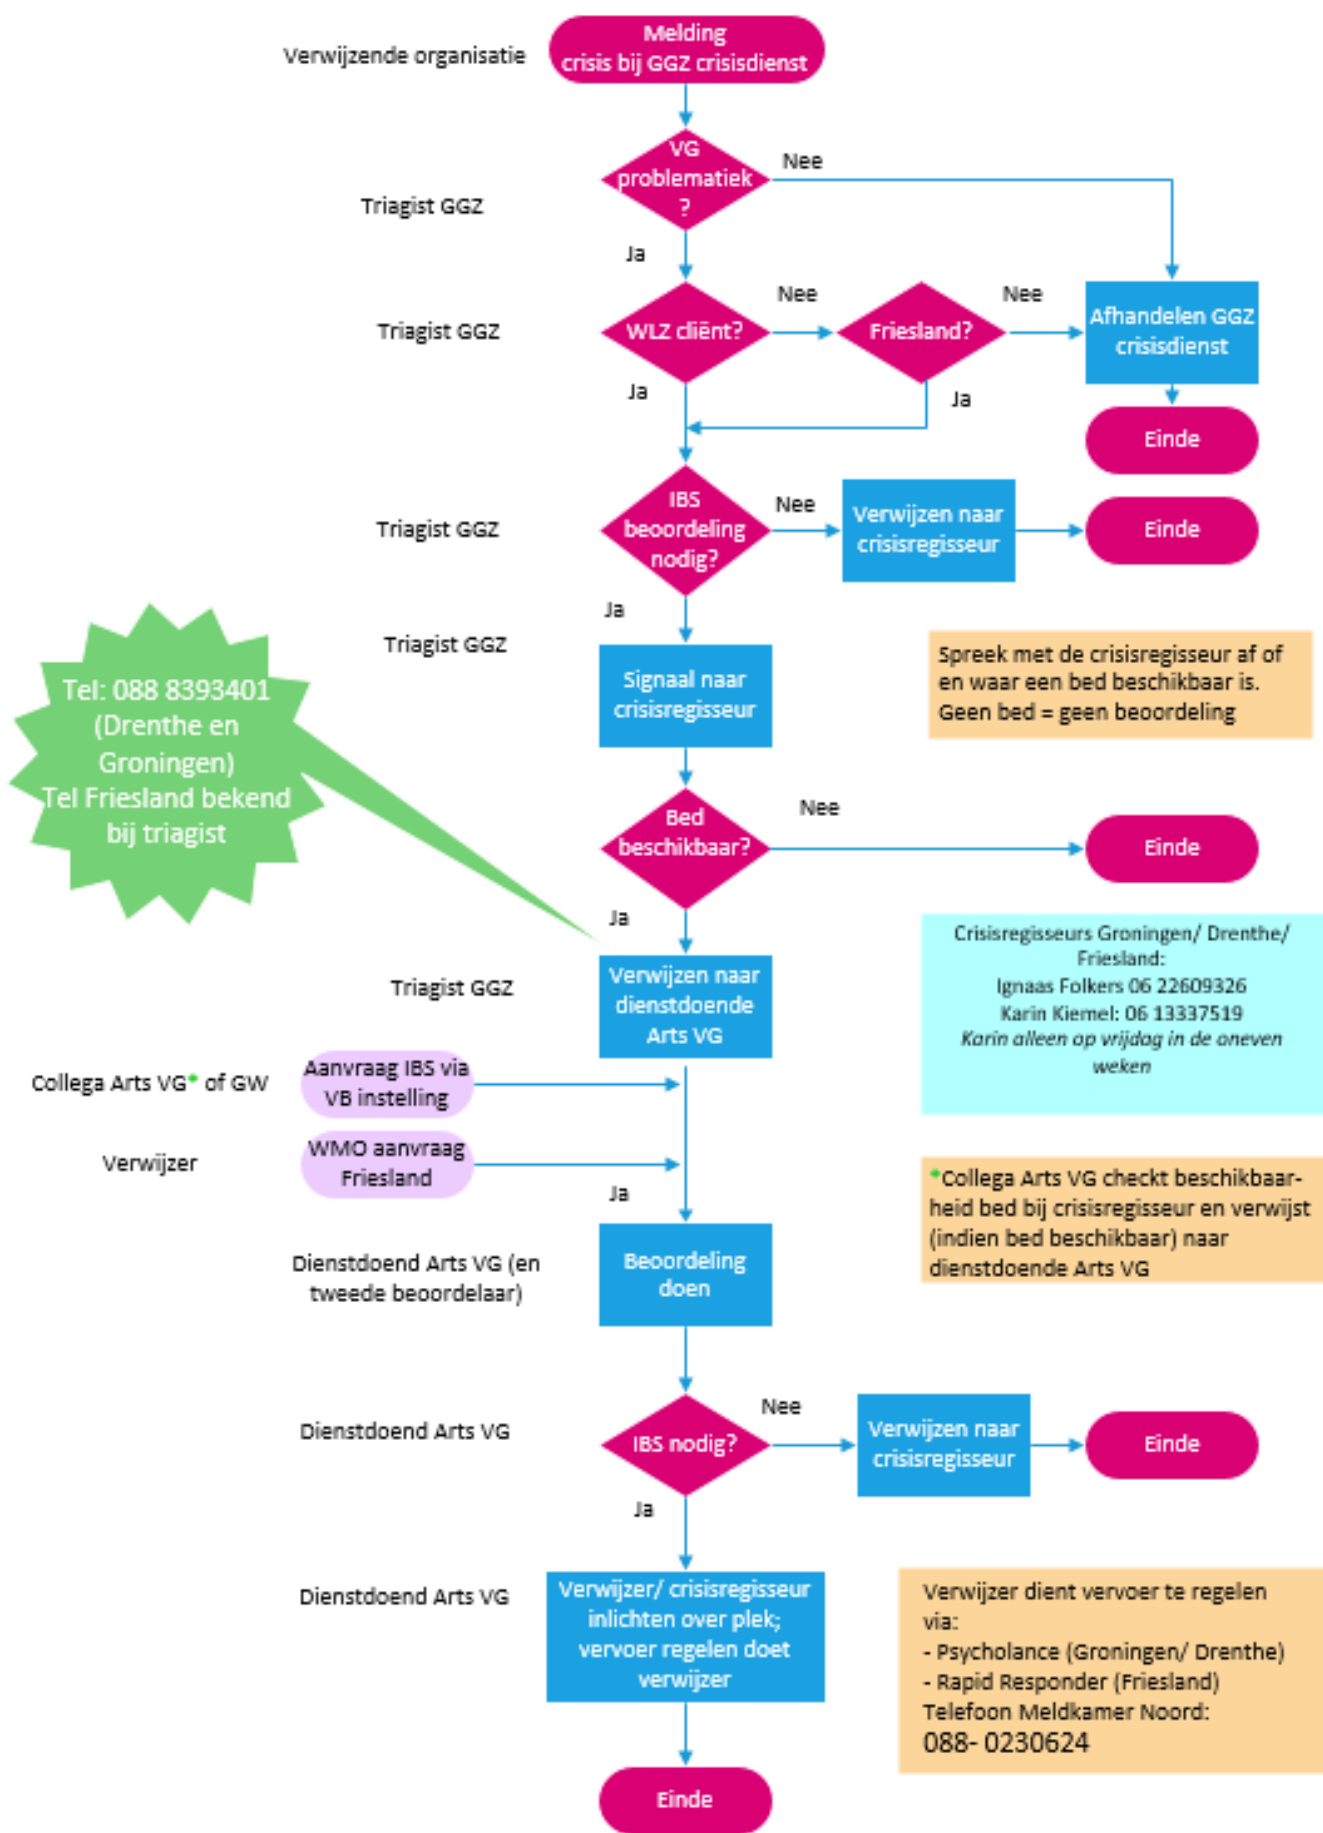 Melding
crisis bij GGZ crisisdienst
Verwijzende organisatie
VG
problematiek
?
Nee
Triagist GGZ
Ja
WLZ cliënt?
Nee
Friesland?
Nee
Afhandelen GGZ
crisisdienst
Triagist GGZ
Ja
Ja
Einde
IBS
beoordeling
nodig?
Nee
Verwijzen naar
crisisregisseur
Einde
Triagist GGZ
Ja
Triagist GGZ
Signaal naar
crisisregisseur
Spreek met de crisisregisseur af of
en waar een bed beschikbaar is.
Geen bed = geen beoordeling
Tel: 088 8393401
(Drenthe en
Groningen)
Tel Friesland bekend
bij triagist
Bed
beschikbaar?
Nee
Einde
Ja
Triagist GGZ
Verwijzen naar
dienstdoende
Arts VG
Crisisregisseurs Groningen/ Drenthe/
Friesland:
Ignaas Folkers 06 22609326
Karin Kiemel: 06 13337519
Karin alleen op vrijdag in de oneven
weken
Collega Arts VG* of GW
Aanvraag IBS via
VB instelling
Verwijzer
WMO aanvraag
Friesland
Ja
*Collega Arts VG checkt beschikbaar-
heid bed bij crisisregisseur en verwijst
(indien bed beschikbaar) naar
dienstdoende Arts VG
Dienstdoend Arts VG (en
tweede beoordelaar)
Beoordeling
doen
Dienstdoend Arts VG
IBS nodig?
Nee
Verwijzen naar
crisisregisseur
Einde
Ja
Dienstdoend Arts VG
Verwijzer/ crisisregisseur
inlichten over plek;
vervoer regelen doet
verwijzer
Verwijzer dient vervoer te regelen
via:
- Psycholance (Groningen/ Drenthe)
- Rapid Responder (Friesland)
Telefoon Meldkamer Noord:
088- 0230624
Einde